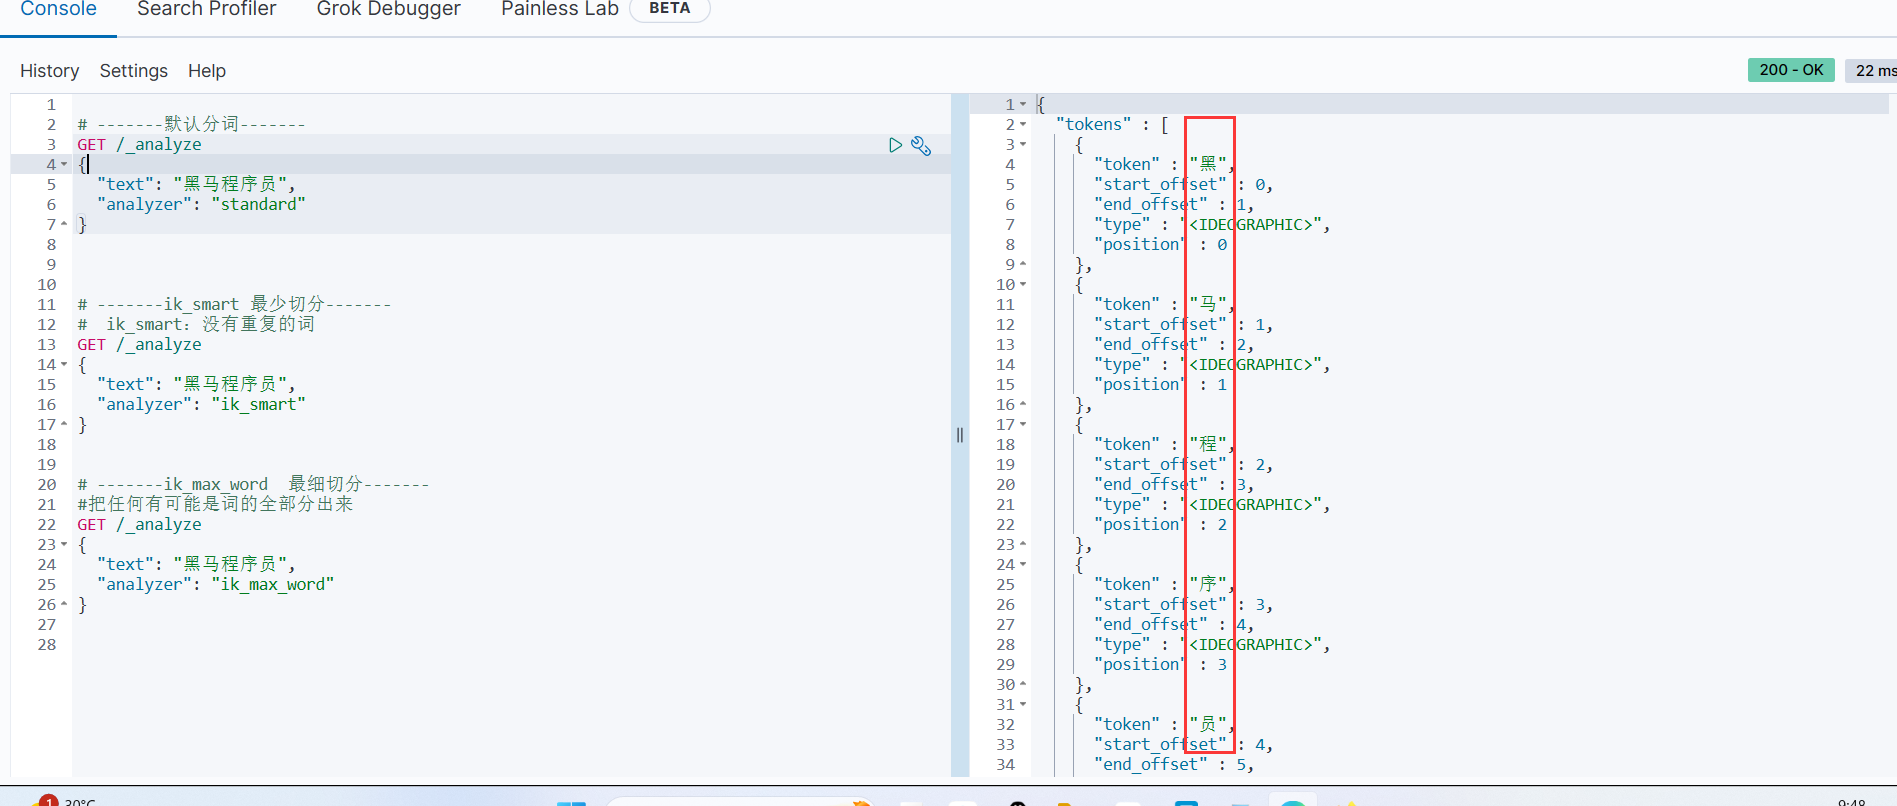 Console Search Profiler Grok Debugger Painless Lab BETA
History Settings Help
200 - OK 22 ms
1
2 # -------默认分词-------
3 GET /_analyze
4 {
5 "text": "黑马程序员",
6 "analyzer": "standard"
7 }
8
9
10
11 # -------ik_smart 最少切分-------
12 # ik_smart：没有重复的词
13 GET /_analyze
14 {
15 "text": "黑马程序员",
16 "analyzer": "ik_smart"
17 }
18
19
20 # -------ik_max_word 最细切分-------
21 #把任何有可能是词的全部分出来
22 GET /_analyze
23 {
24 "text": "黑马程序员",
25 "analyzer": "ik_max_word"
26 }
27
28
1 {
2 "tokens" : [
3 {
4 "token" : "黑",
5 "start_offset" : 0,
6 "end_offset" : 1,
7 "type" : "<IDEOGRAPHIC>",
8 "position" : 0
9 },
10 {
11 "token" : "马",
12 "start_offset" : 1,
13 "end_offset" : 2,
14 "type" : "<IDEOGRAPHIC>",
15 "position" : 1
16 },
17 {
18 "token" : "程",
19 "start_offset" : 2,
20 "end_offset" : 3,
21 "type" : "<IDEOGRAPHIC>",
22 "position" : 2
23 },
24 {
25 "token" : "序",
26 "start_offset" : 3,
27 "end_offset" : 4,
28 "type" : "<IDEOGRAPHIC>",
29 "position" : 3
30 },
31 {
32 "token" : "员",
33 "start_offset" : 4,
34 "end_offset" : 5,
1 30°C 9:48